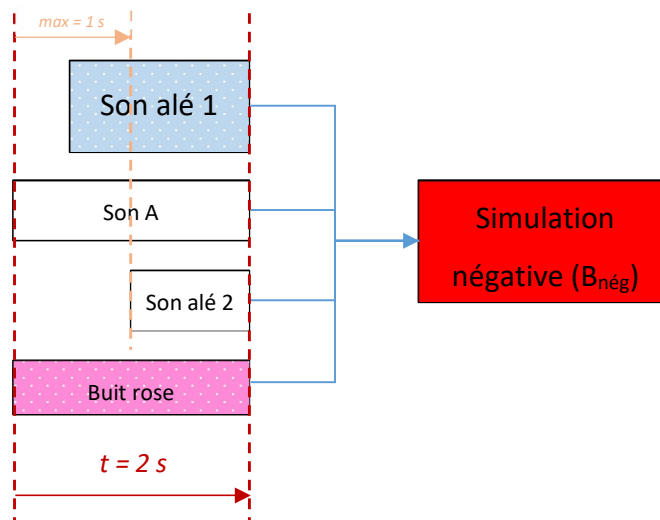 max = 1 s
Son alé 1
Son A
Son alé 2
Buit rose
t = 2 s
Simulation
négative (Bnég)